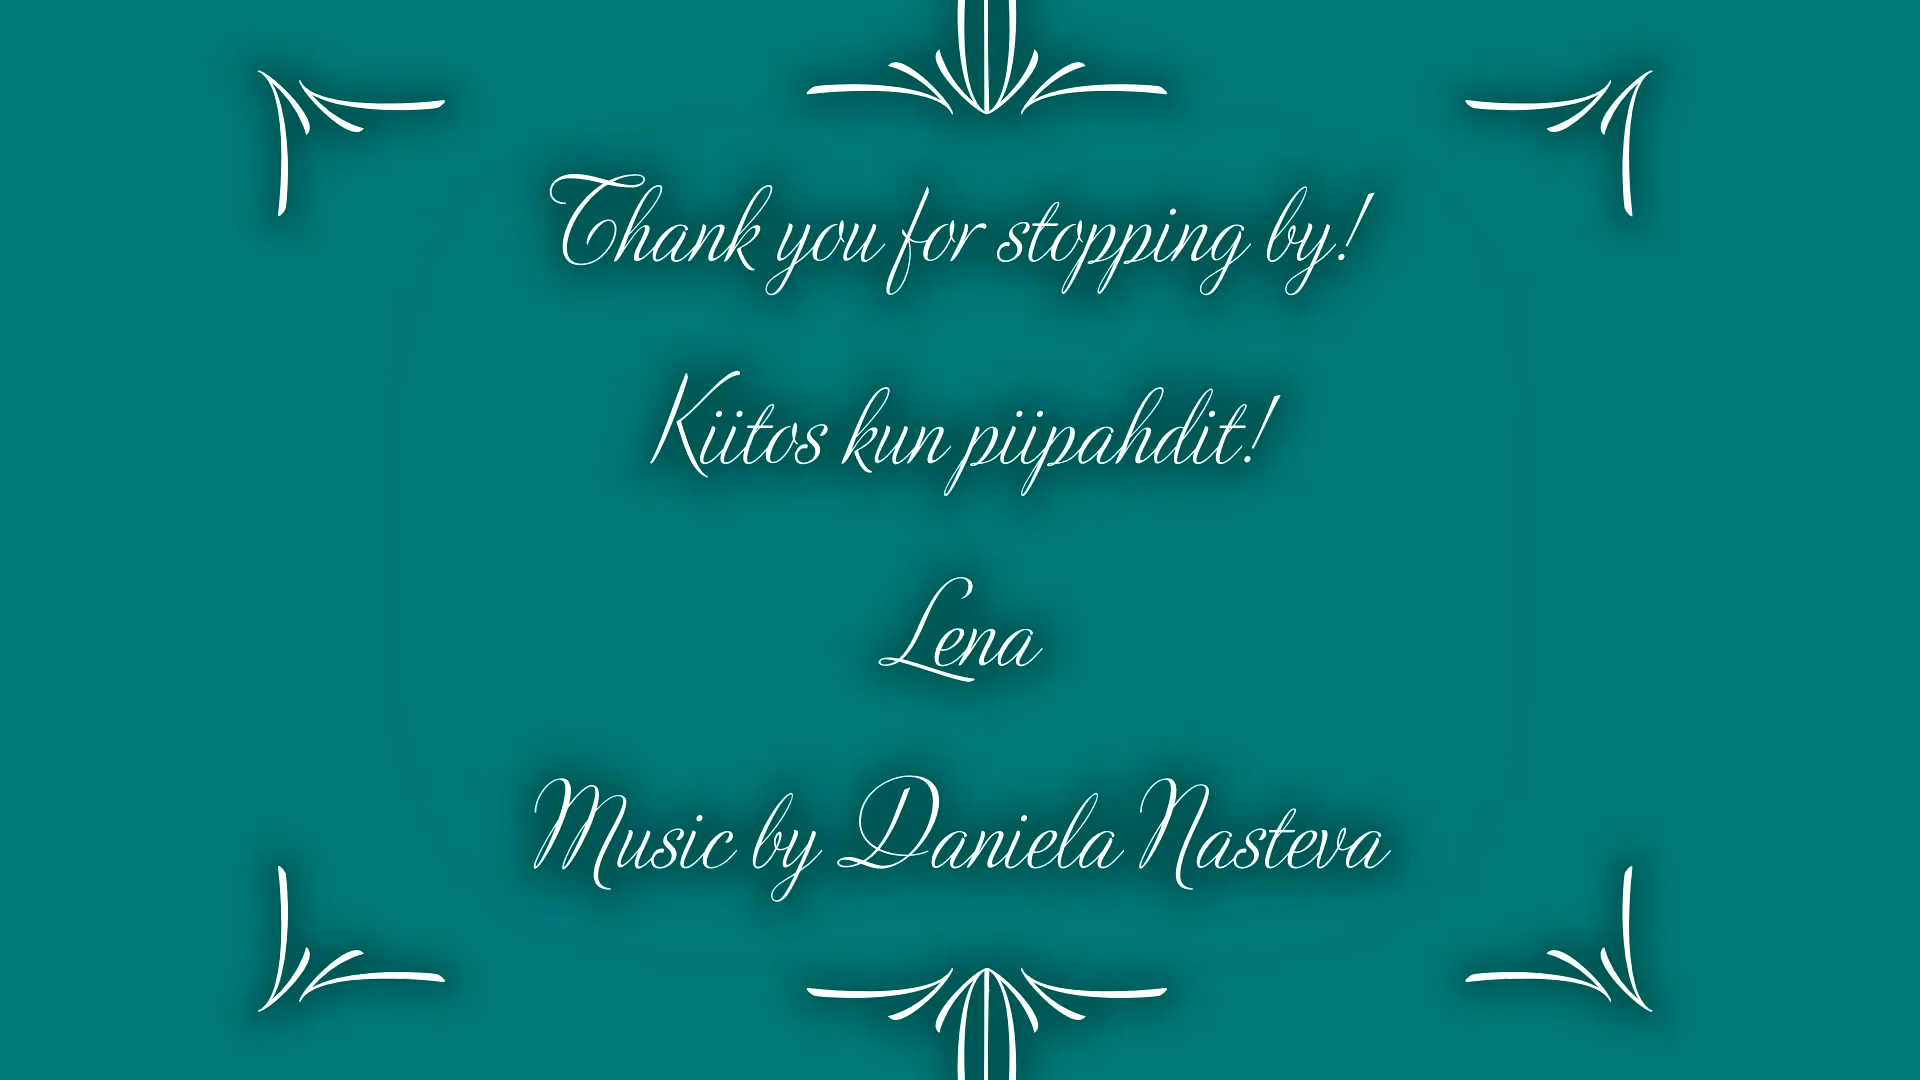 Thank you for stopping by!
Kiitos kun piipahdit!
Lena
Music by Daniela Nasteva